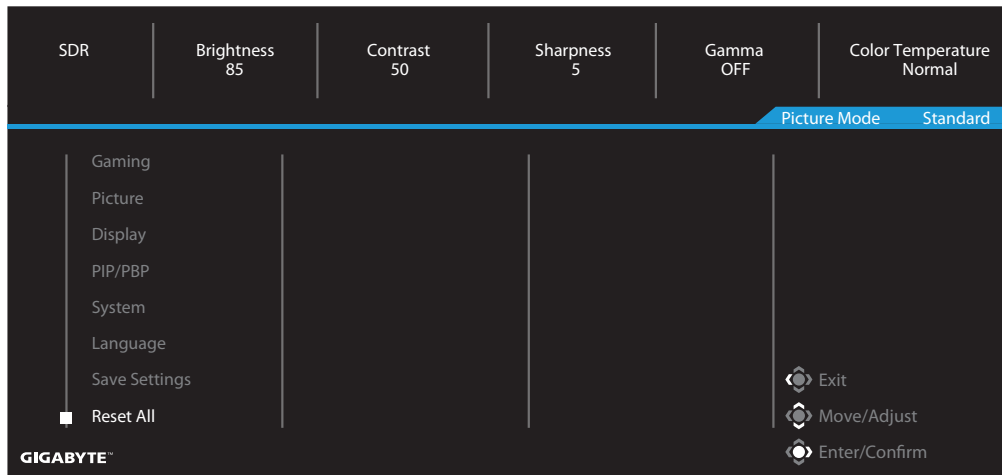 SDR
Brightness
85
Contrast
50
Sharpness
5
Gamma
OFF
Color Temperature
Normal
Picture Mode Standard
Gaming
Picture
Display
PIP/PBP
System
Language
Save Settings
Reset All
Exit
Move/Adjust
Enter/Confirm
GIGABYTE™